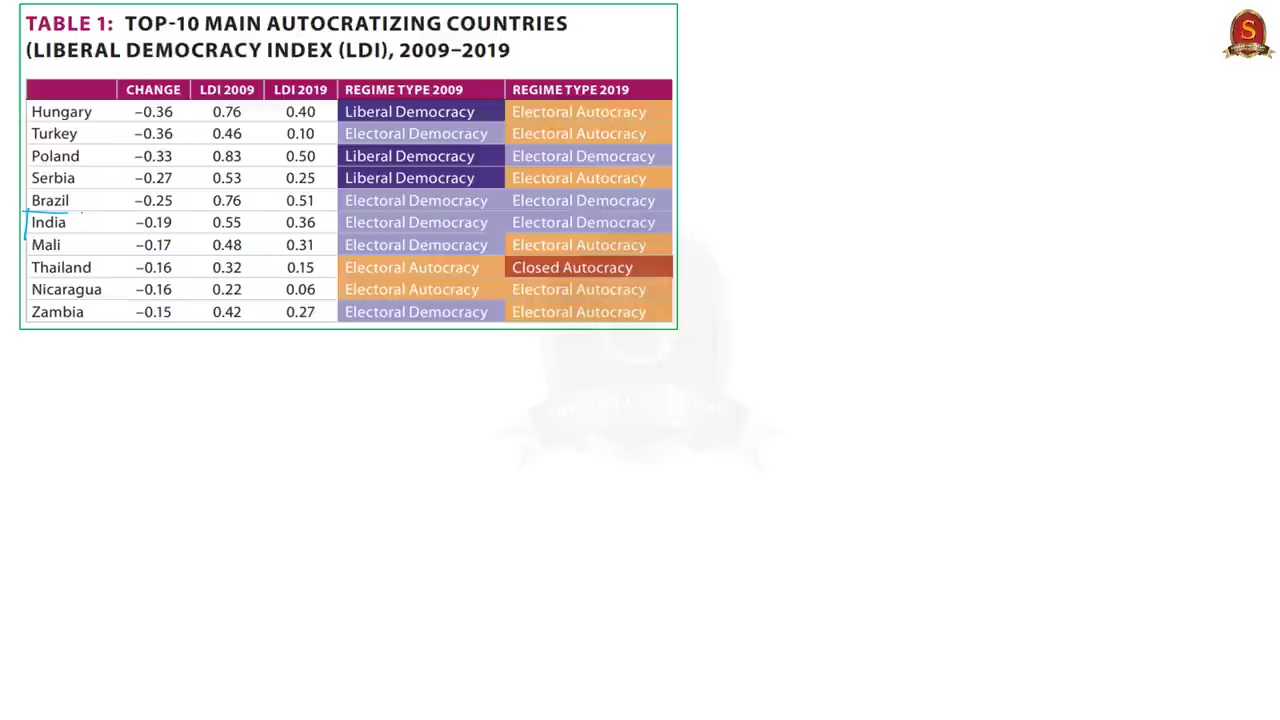 TABLE 1: TOP-10 MAIN AUTOCRATIZING COUNTRIES
(LIBERAL DEMOCRACY INDEX (LDI), 2009–2019
CHANGE LDI 2009 LDI 2019 REGIME TYPE 2009 REGIME TYPE 2019
Hungary –0.36 0.76 0.40 Liberal Democracy Electoral Autocracy
Turkey –0.36 0.46 0.10 Electoral Democracy Electoral Autocracy
Poland –0.33 0.83 0.50 Liberal Democracy Electoral Democracy
Serbia –0.27 0.53 0.25 Liberal Democracy Electoral Autocracy
Brazil –0.25 0.76 0.51 Electoral Democracy Electoral Democracy
India –0.19 0.55 0.36 Electoral Democracy Electoral Democracy
Mali –0.17 0.48 0.31 Electoral Democracy Electoral Autocracy
Thailand –0.16 0.32 0.15 Electoral Autocracy Closed Autocracy
Nicaragua –0.16 0.22 0.06 Electoral Autocracy Electoral Autocracy
Zambia –0.15 0.42 0.27 Electoral Democracy Electoral Autocracy
S